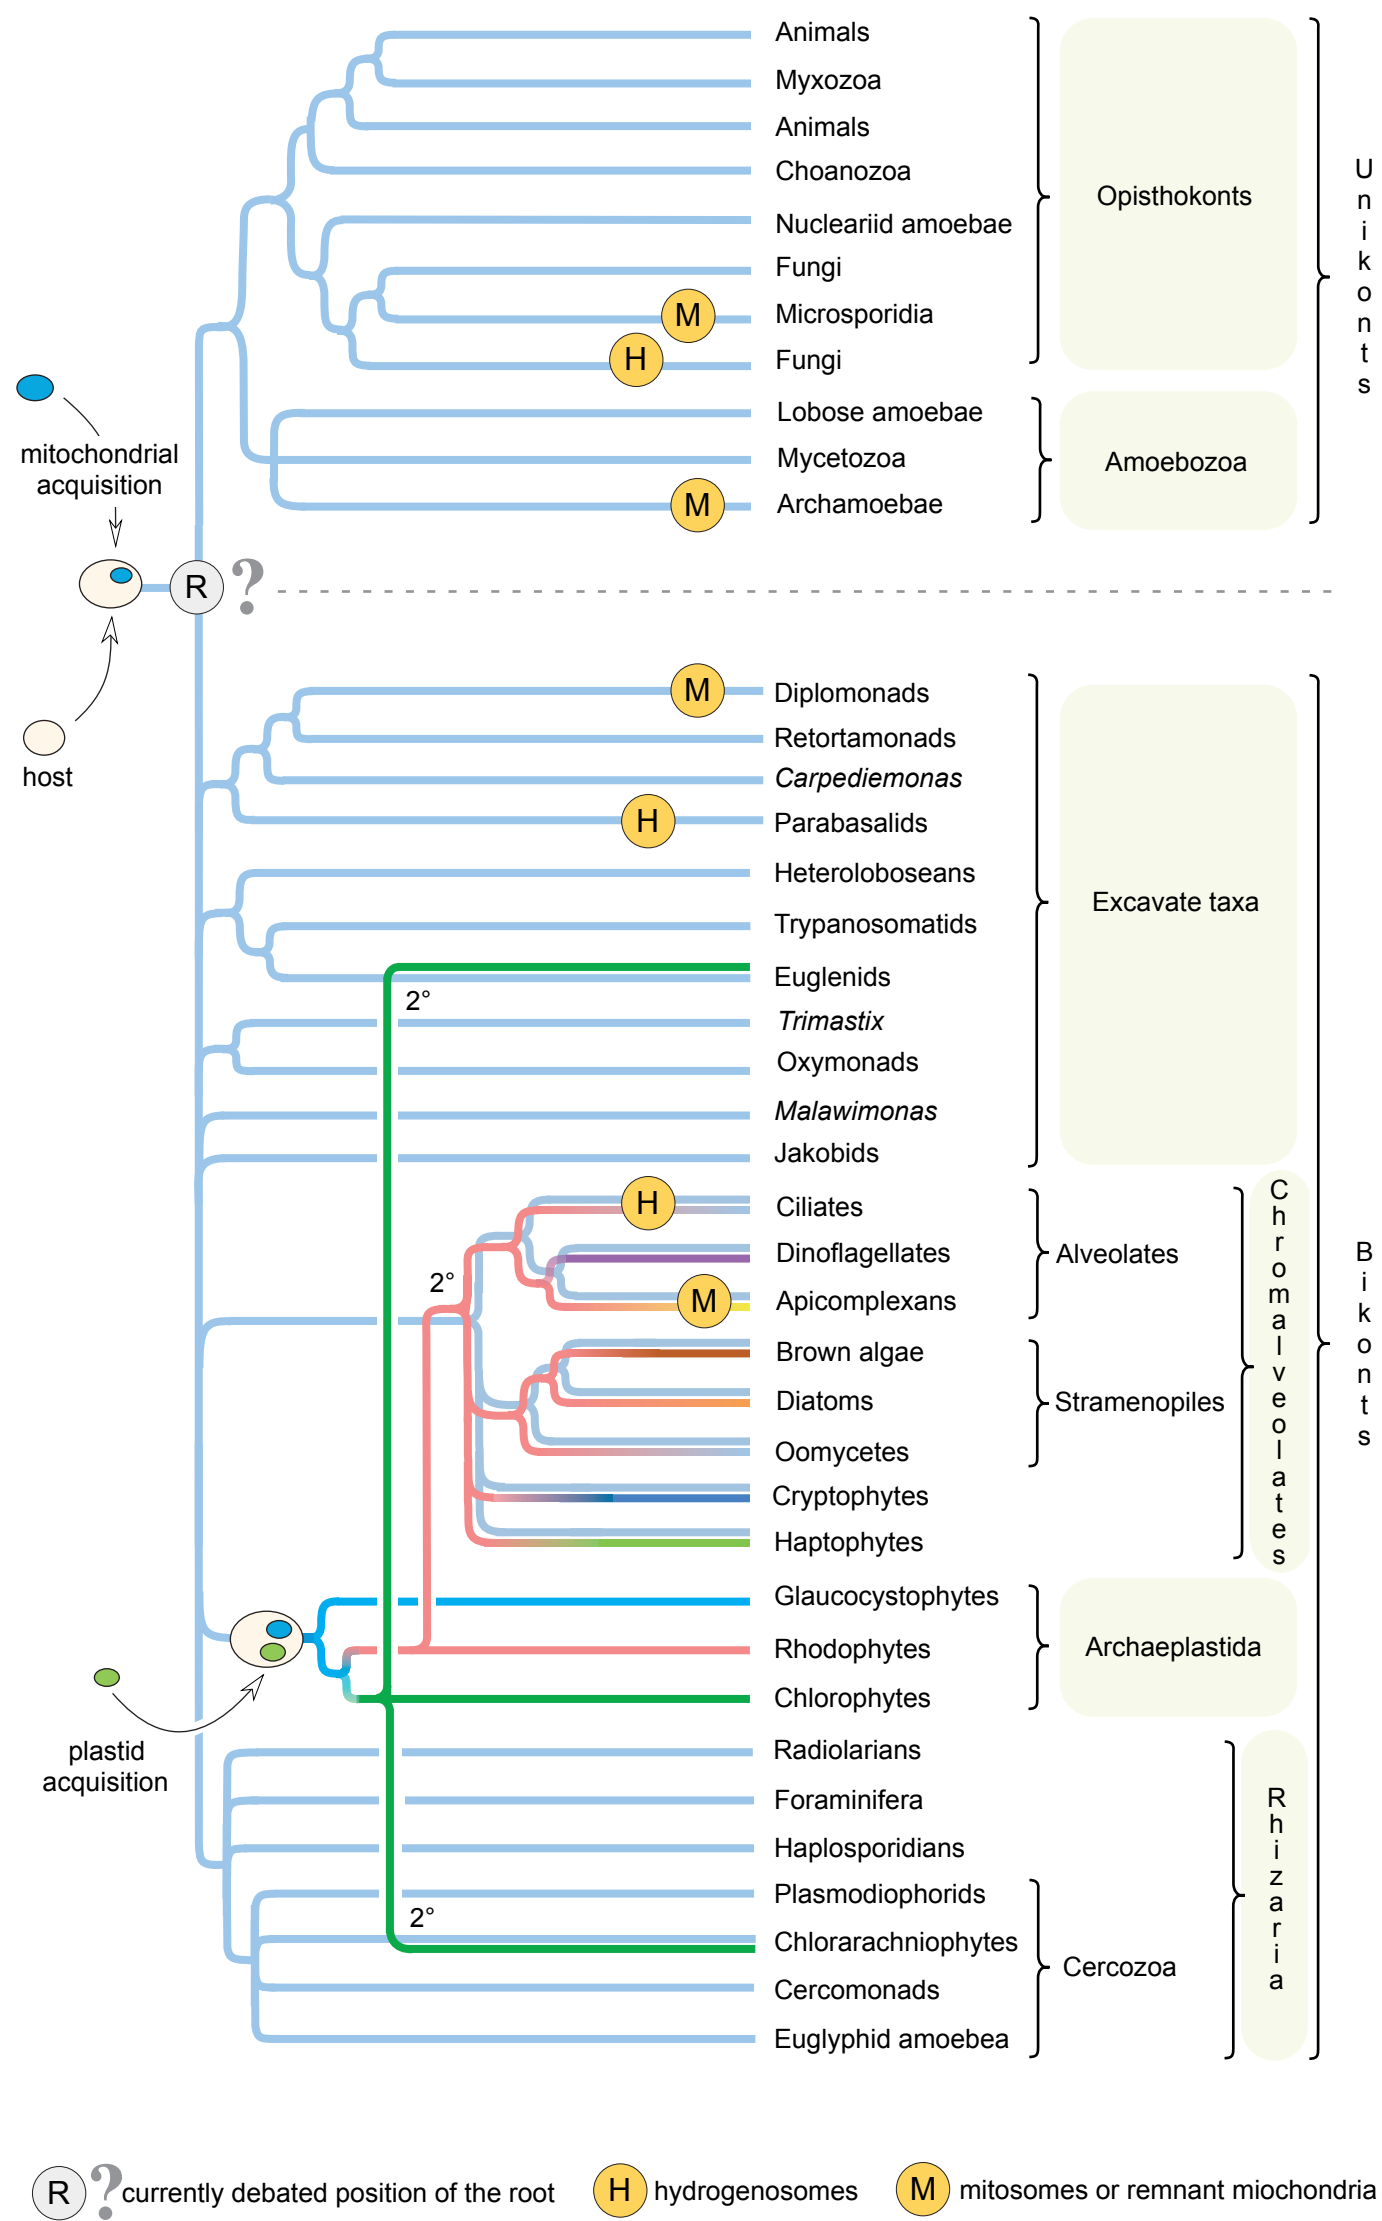 Animals
Myxozoa
Animals
Choanozoa
Nucleariid amoebae
Fungi
M
Microsporidia
H
Fungi
Opisthokonts
Lobose amoebae
Mycetozoa
M
Archamoebae
Amoebozoa
Unikonts
mitochondrial
acquisition
R ?
host
M
Diplomonads
Retortamonads
Carpediemonas
H
Parabasalids
Heteroloboseans
Trypanosomatids
Euglenids
2°
Trimastix
Oxymonads
Malawimonas
Jakobids
Excavate taxa
H
Ciliates
Dinoflagellates
2°
M
Apicomplexans
Alveolates
Brown algae
Diatoms
Oomycetes
Stramenopiles
Cryptophytes
Haptophytes
Chromalveolates
Bikonts
Glaucocystophytes
Rhodophytes
Chlorophytes
Archaeplastida
plastid
acquisition
Radiolarians
Foraminifera
Haplosporidians
Plasmodiophorids
2°
Chlorarachniophytes
Cercomonads
Euglyphid amoebea
Cercozoa
Rhizaria
R ? currently debated position of the root
H hydrogenosomes
M mitosomes or remnant miochondria